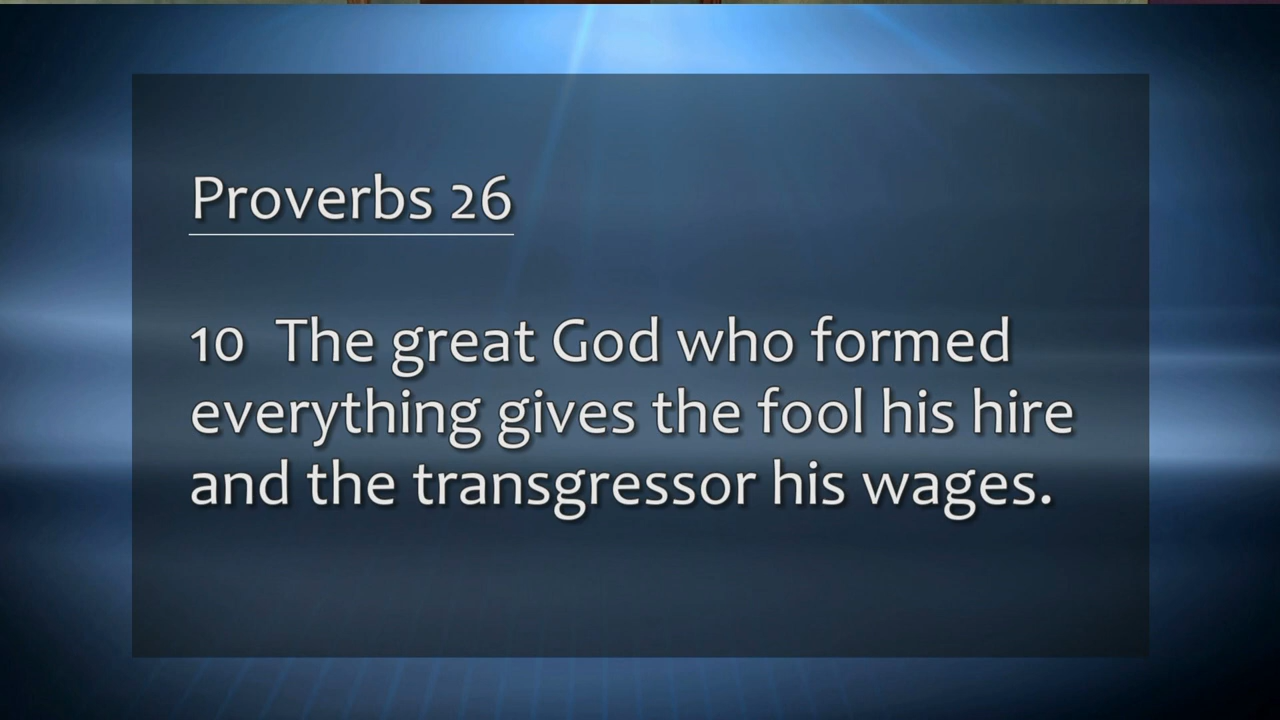 Proverbs 26
10 The great God who formed
everything gives the fool his hire
and the transgressor his wages.